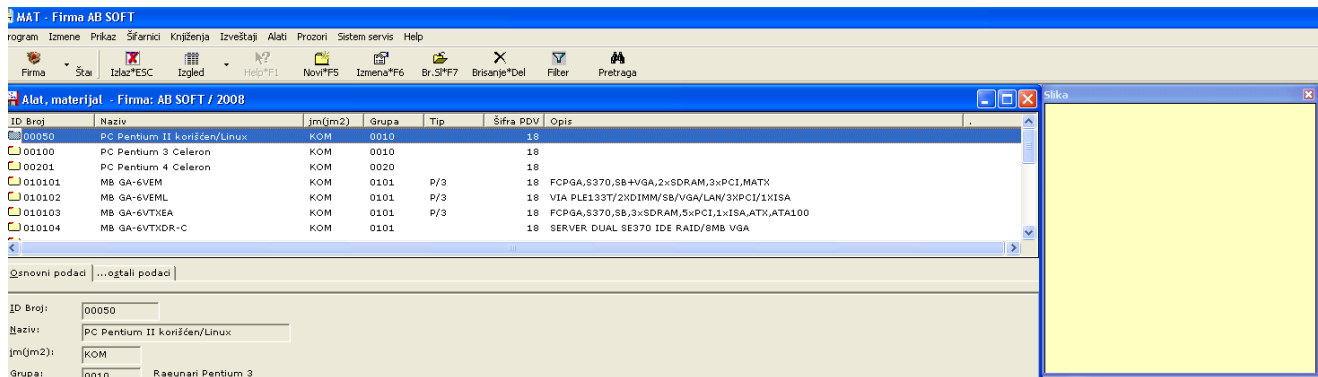 MAT - Firma AB SOFT
rogram Izmene Prikaz Šifarnici Knjiženja Izveštaji Alati Prozori Sistem servis Help
Firma Štai Izlaz*ESC Izgled Help*F1 Novi*F5 Izmena*F6 Br.Sl*F7 Brisanje*Del Filter Pretraga
Alat, materijal - Firma: AB SOFT / 2008
Slika
ID Broj Naziv jm(jm2) Grupa Tip Šifra PDV Opis .
00050 PC Pentium II korišćen/Linux KOM 0010 18
00100 PC Pentium 3 Celeron KOM 0010 18
00201 PC Pentium 4 Celeron KOM 0020 18
010101 MB GA-6VEM KOM 0101 P/3 18 FCPGA,S370,SB+VGA,2xSDRAM,3xPCI,MATX
010102 MB GA-6VEML KOM 0101 P/3 18 VIA PLE133T/2XDIMM/SB/VGA/LAN/3XPCI/1XISA
010103 MB GA-6VTXEA KOM 0101 P/3 18 FCPGA,S370,SB,3xSDRAM,5xPCI,1xISA,ATX,ATA100
010104 MB GA-6VTXDR-C KOM 0101 18 SERVER DUAL SE370 IDE RAID/8MB VGA
Osnovni podaci ...ostali podaci
ID Broj: 00050
Naziv: PC Pentium II korišćen/Linux
jm(jm2): KOM
Grupa: 0010 Raeunari Pentium 3